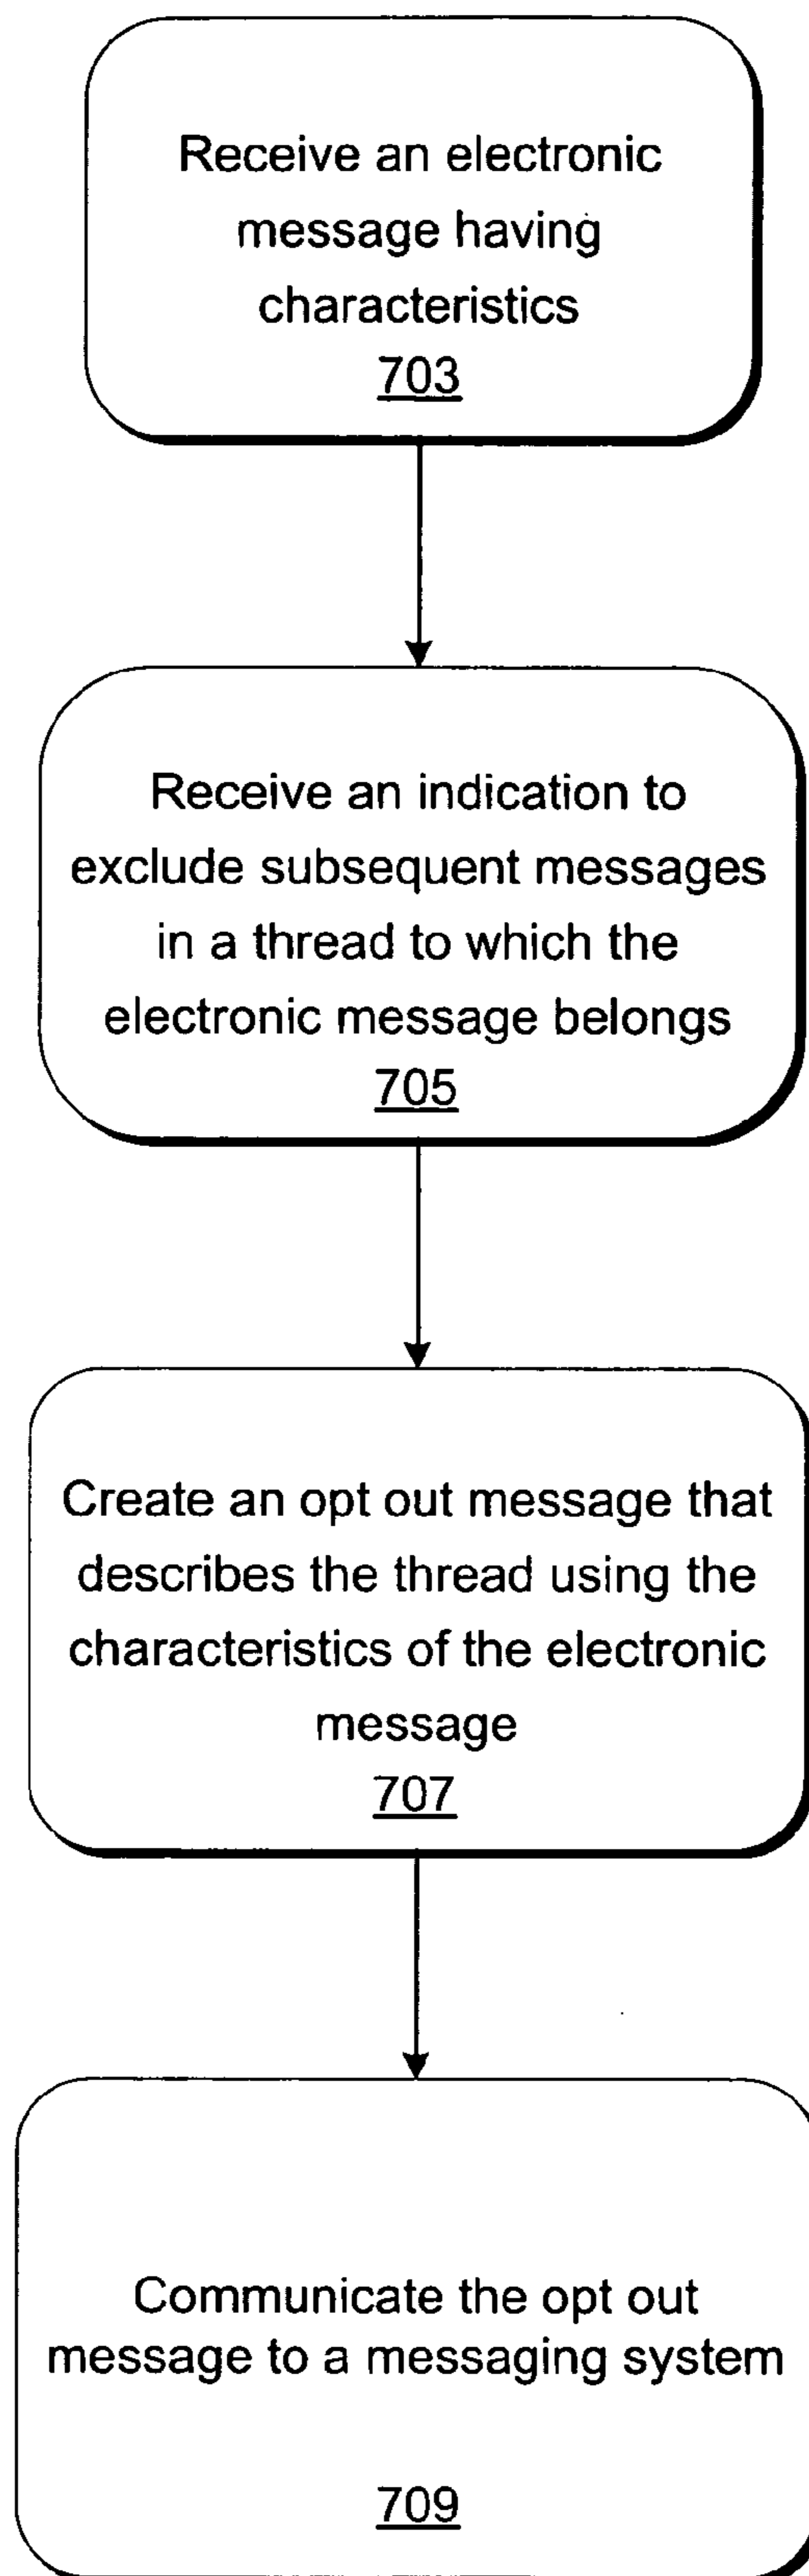 Receive an electronic
message having
characteristics
703
Receive an indication to
exclude subsequent messages
in a thread to which the
electronic message belongs
705
Create an opt out message that
describes the thread using the
characteristics of the electronic
message
707
Communicate the opt out
message to a messaging system
709